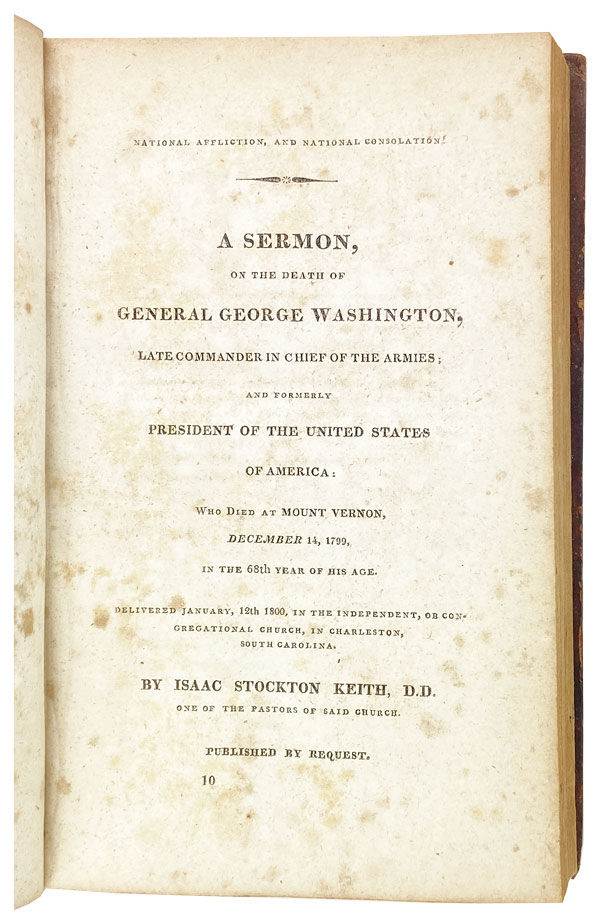 NATIONAL AFFLICTION, AND NATIONAL CONSOLATION!
A SERMON,
ON THE DEATH OF
GENERAL GEORGE WASHINGTON,
LATE COMMANDER IN CHIEF OF THE ARMIES;
AND FORMERLY
PRESIDENT OF THE UNITED STATES
OF AMERICA:
WHO DIED AT MOUNT VERNON,
DECEMBER 14, 1799,
IN THE 68th YEAR OF HIS AGE.
DELIVERED JANUARY, 12th 1800, IN THE INDEPENDENT, OR CON-
GREGATIONAL CHURCH, IN CHARLESTON,
SOUTH CAROLINA.
BY ISAAC STOCKTON KEITH, D.D.
ONE OF THE PASTORS OF SAID CHURCH.
PUBLISHED BY REQUEST.
10